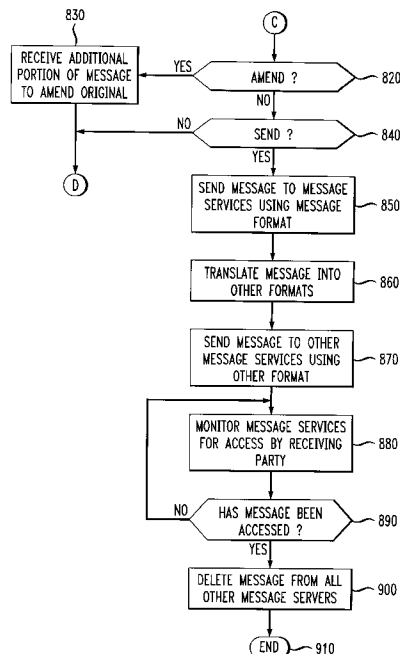 830
C
RECEIVE ADDITIONAL
PORTION OF MESSAGE
TO AMEND ORIGINAL
YES
AMEND ?
820
NO
NO
SEND ?
840
YES
D
SEND MESSAGE TO MESSAGE
SERVICES USING MESSAGE
FORMAT
850
TRANSLATE MESSAGE INTO
OTHER FORMATS
860
SEND MESSAGE TO OTHER
MESSAGE SERVICES USING
OTHER FORMAT
870
MONITOR MESSAGE SERVICES
FOR ACCESS BY RECEIVING
PARTY
880
NO
HAS MESSAGE BEEN
ACCESSED ?
890
YES
DELETE MESSAGE FROM ALL
OTHER MESSAGE SERVERS
900
END
910